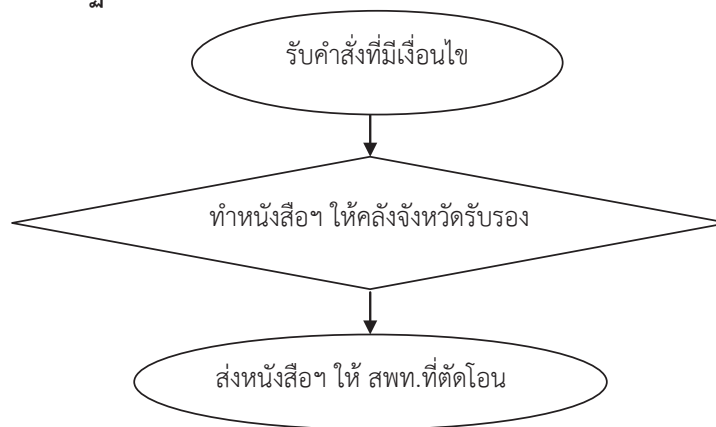 รับคำสั่งที่มีเงื่อนไข
ทำหนังสือฯ ให้คลังจังหวัดรับรอง
ส่งหนังสือฯ ให้ สพท.ที่ตัดโอน